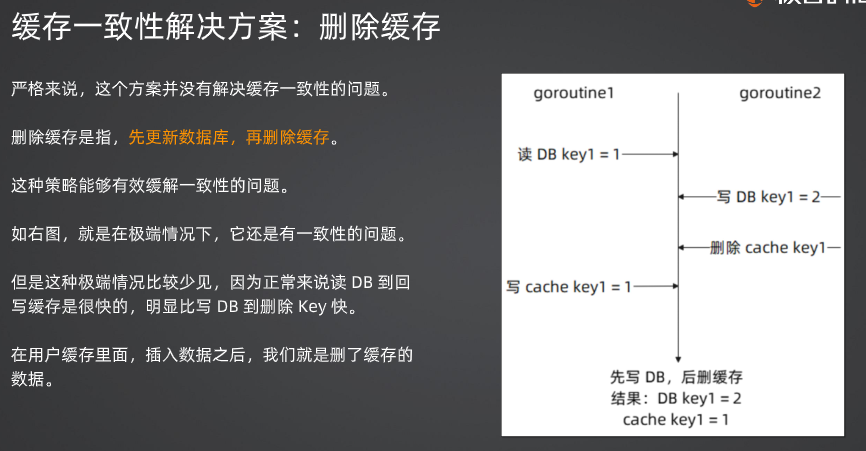 缓存一致性解决方案：删除缓存
严格来说，这个方案并没有解决缓存一致性的问题。
删除缓存是指，先更新数据库，再删除缓存。
这种策略能够有效缓解一致性的问题。
如右图，就是在极端情况下，它还是有一致性的问题。
但是这种极端情况比较少见，因为正常来说读 DB 到回
写缓存是很快的，明显比写 DB 到删除 Key 快。
在用户缓存里面，插入数据之后，我们就是删了缓存的
数据。
goroutine1
goroutine2
读 DB key1 = 1
写 DB key1 = 2
删除 cache key1
写 cache key1 = 1
先写 DB，后删缓存
结果：DB key1 = 2
cache key1 = 1